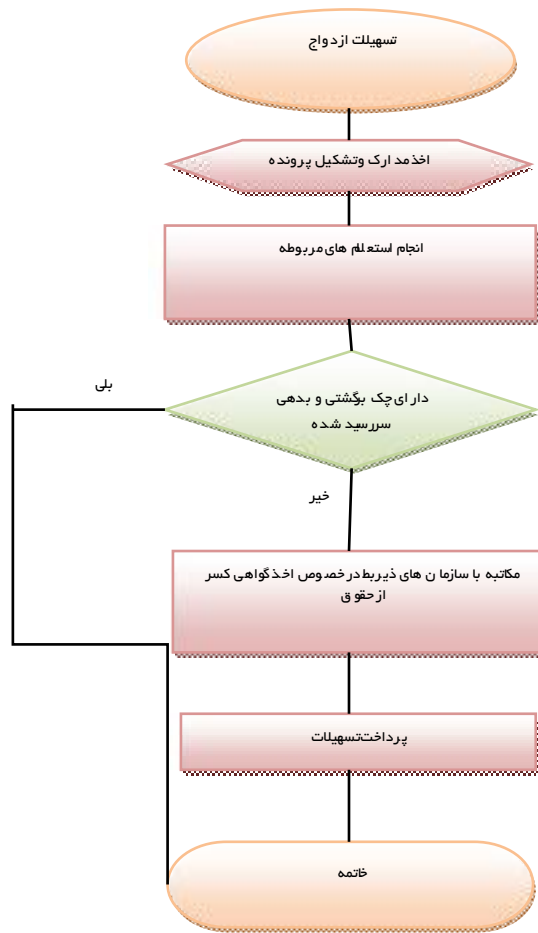 تسهیلات ازدواج
اخذمدارک وتشکیل پرونده
انجام استعلام های مربوطه
دارای چک برگشتی و بدهی
سررسید شده
بلی
خیر
مکاتبه با سازمان های ذیربط درخصوص اخذگواهی کسر
ازحقوق
پرداخت تسهیلات
خاتمه